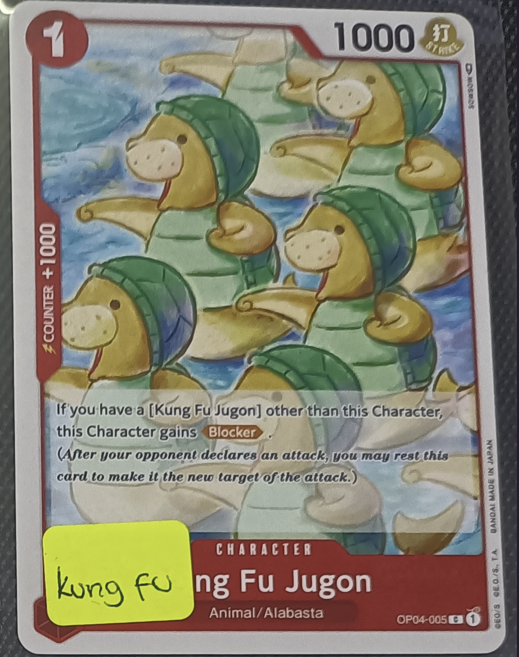 1
1000
打
STRIKE
SOWSOW
COUNTER +1000
If you have a [Kung Fu Jugon] other than this Character,
this Character gains Blocker .
(After your opponent declares an attack, you may rest this
card to make it the new target of the attack.)
CHARACTER
Kung Fu
ng Fu Jugon
Animal/Alabasta
OP04-005 C 1
©E.O/S. ©E.O./S., T.A. BANDAI MADE IN JAPAN